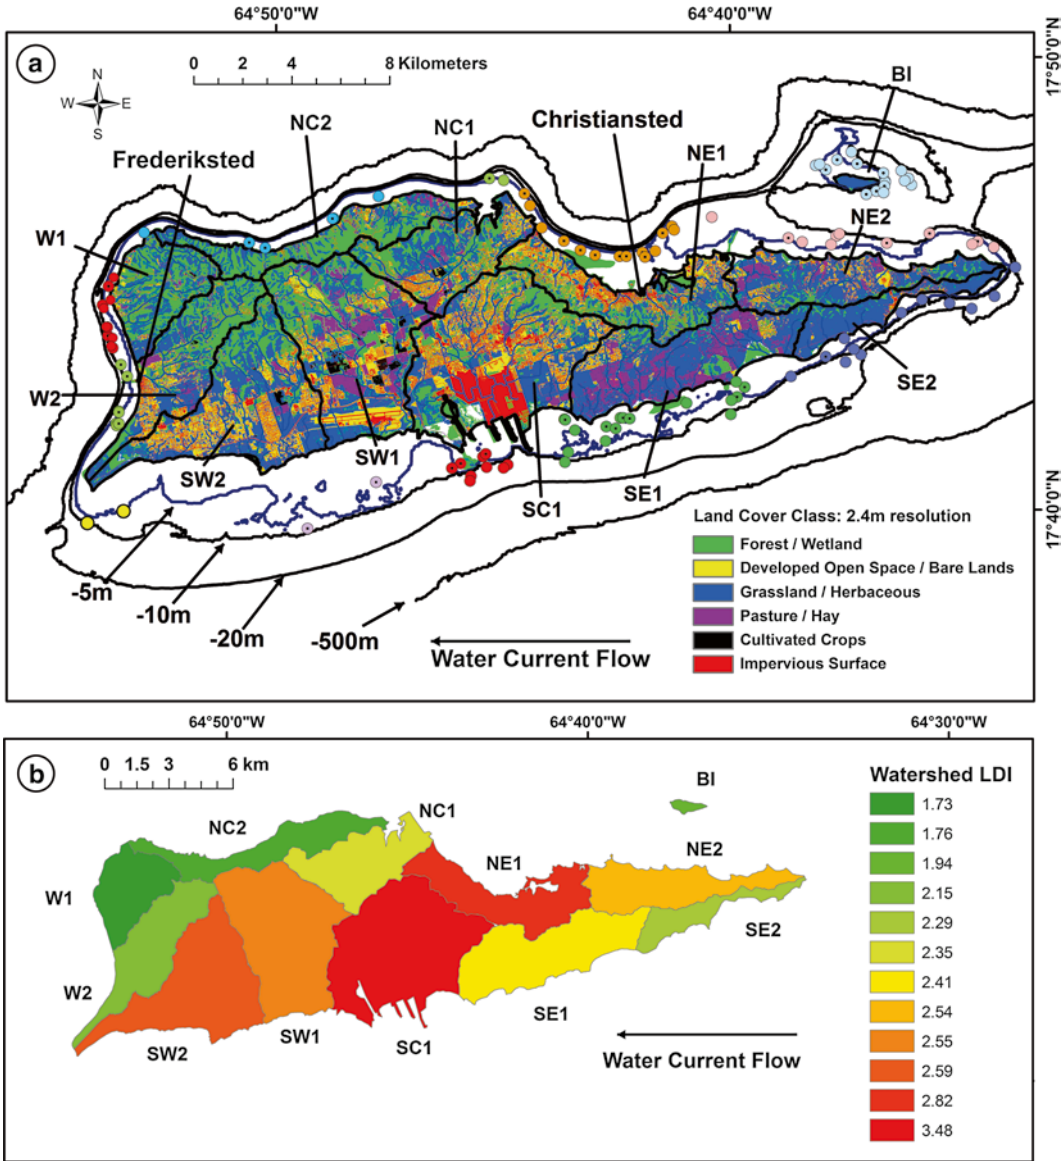 64°50'0"W 64°40'0"W
a
0 2 4 8 Kilometers
17°50'0"N
N
W E
S
BI
NC2 NC1 Christiansted
Frederiksted NE1
NE2
W1
W2
SE2
SW2 SW1 SC1 SE1
17°40'0"N
Land Cover Class: 2.4m resolution
Forest / Wetland
Developed Open Space / Bare Lands
Grassland / Herbaceous
Pasture / Hay
Cultivated Crops
Impervious Surface
-5m
-10m
-20m
-500m
Water Current Flow
64°50'0"W 64°40'0"W 64°30'0"W
b
0 1.5 3 6 km
BI
Watershed LDI
1.73
1.76
1.94
2.15
2.29
2.35
2.41
2.54
2.55
2.59
2.82
3.48
NC2 NC1
NE1 NE2
W1
SE2
W2
SW2 SW1 SC1 SE1
Water Current Flow